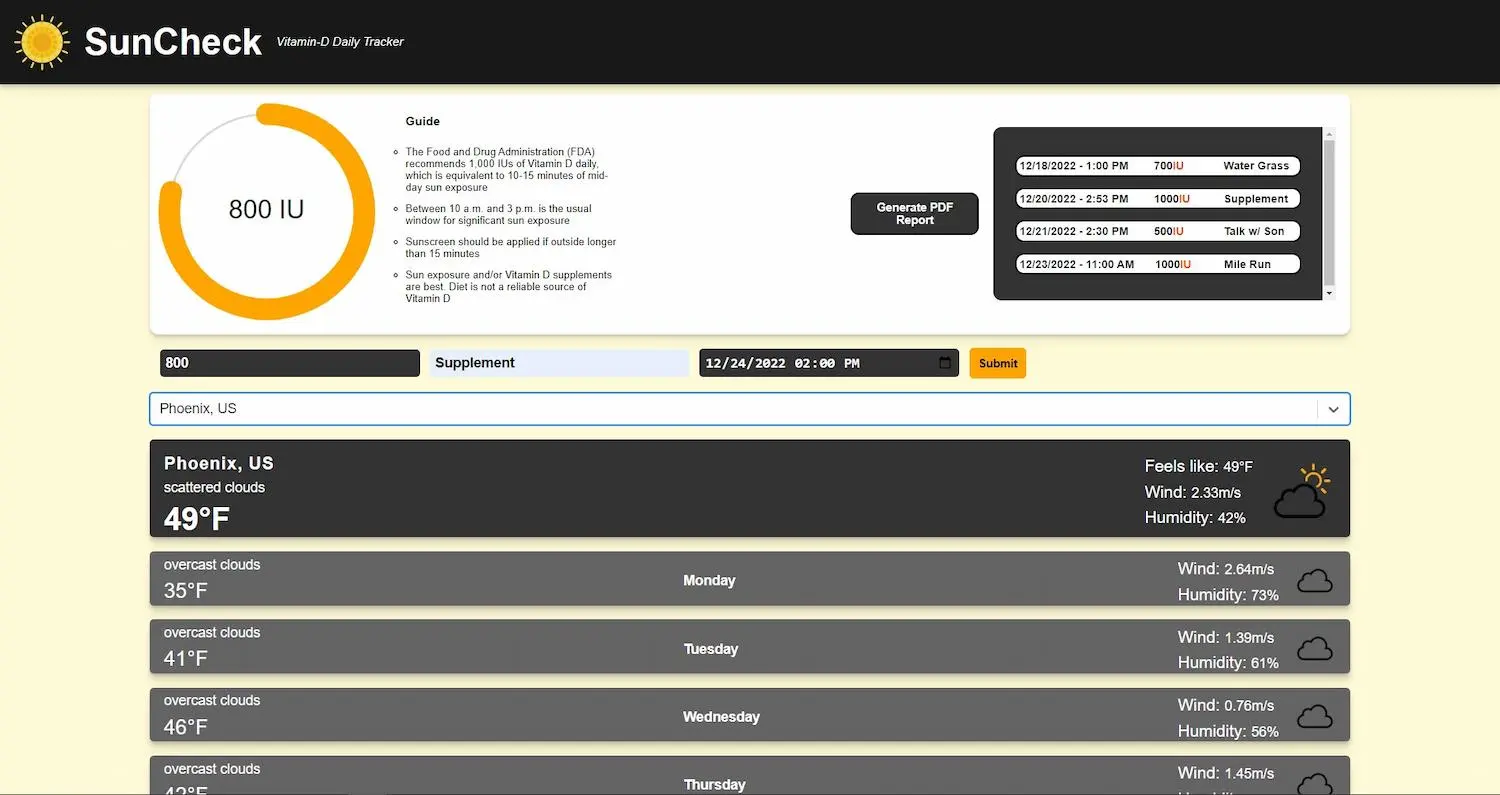 SunCheck Vitamin-D Daily Tracker
800 IU
Guide
The Food and Drug Administration (FDA)
recommends 1,000 IUs of Vitamin D daily,
which is equivalent to 10-15 minutes of mid-
day sun exposure
Between 10 a.m. and 3 p.m. is the usual
window for significant sun exposure
Sunscreen should be applied if outside longer
than 15 minutes
Sun exposure and/or Vitamin D supplements
are best. Diet is not a reliable source of
Vitamin D
Generate PDF
Report
12/18/2022 - 1:00 PM 700IU Water Grass
12/20/2022 - 2:53 PM 1000IU Supplement
12/21/2022 - 2:30 PM 500IU Talk w/ Son
12/23/2022 - 11:00 AM 1000IU Mile Run
800 Supplement 12/24/2022 02:00 PM Submit
Phoenix, US
Phoenix, US
scattered clouds
49°F
Feels like: 49°F
Wind: 2.33m/s
Humidity: 42%
overcast clouds
35°F
Monday
Wind: 2.64m/s
Humidity: 73%
overcast clouds
41°F
Tuesday
Wind: 1.39m/s
Humidity: 61%
overcast clouds
46°F
Wednesday
Wind: 0.76m/s
Humidity: 56%
overcast clouds
Thursday
Wind: 1.45m/s